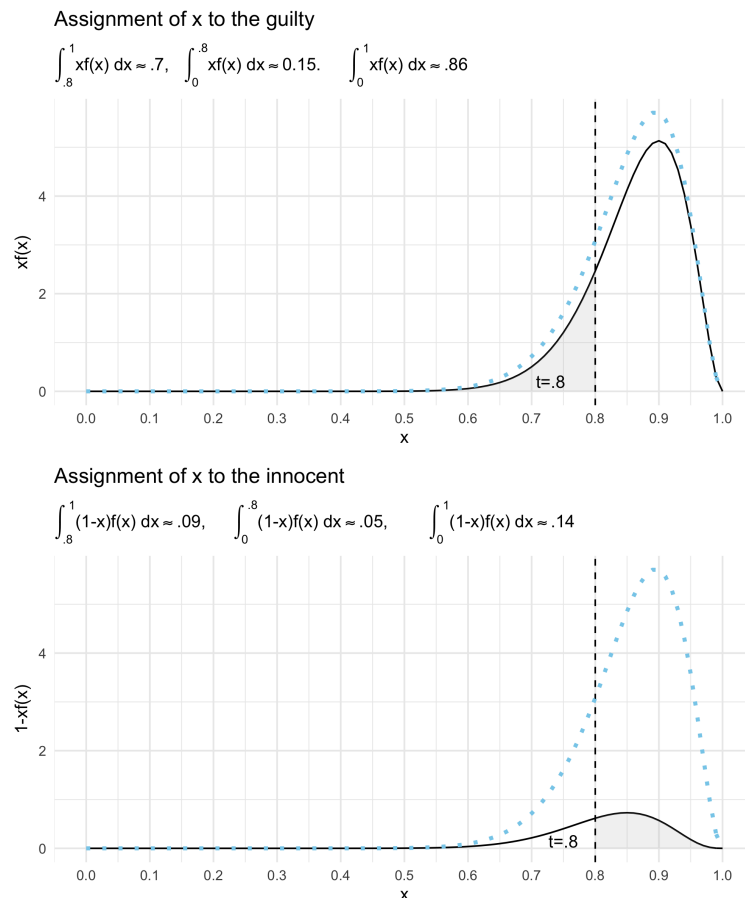 Assignment of x to the guilty
∫.8^1 xf(x) dx ≈ .7, ∫0^.8 xf(x) dx ≈ 0.15. ∫0^1 xf(x) dx ≈ .86
xf(x)
4
2
0
t=.8
0.0 0.1 0.2 0.3 0.4 0.5 0.6 0.7 0.8 0.9 1.0
x
Assignment of x to the innocent
∫.8^1 (1-x)f(x) dx ≈ .09, ∫0^.8 (1-x)f(x) dx ≈ .05, ∫0^1 (1-x)f(x) dx ≈ .14
1-xf(x)
4
2
0
t=.8
0.0 0.1 0.2 0.3 0.4 0.5 0.6 0.7 0.8 0.9 1.0
x